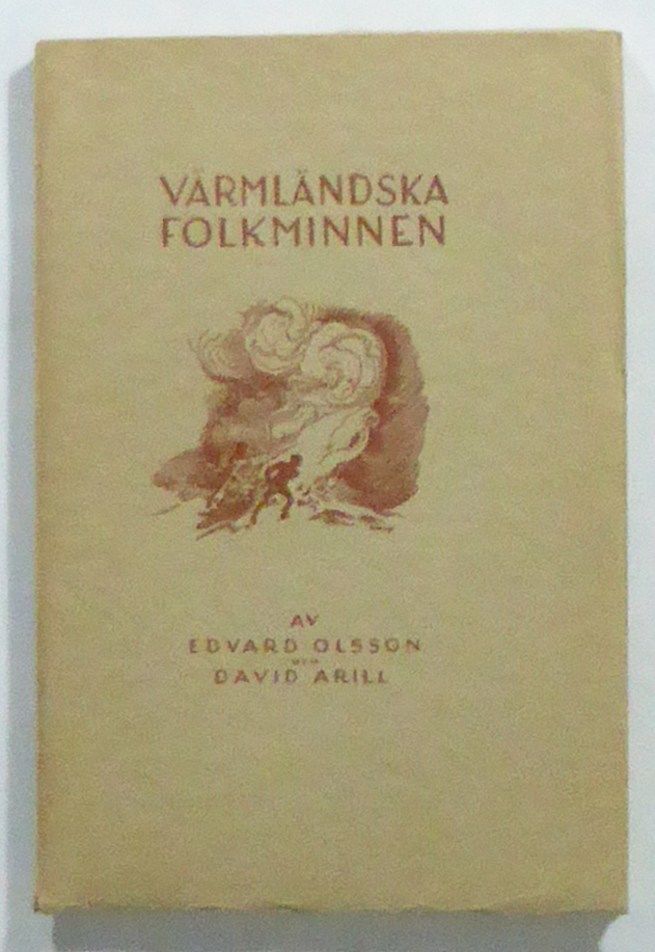 VÄRMLÄNDSKA
FOLKMINNEN
AV
EDVARD OLSSON
OCH
DAVID ARILL